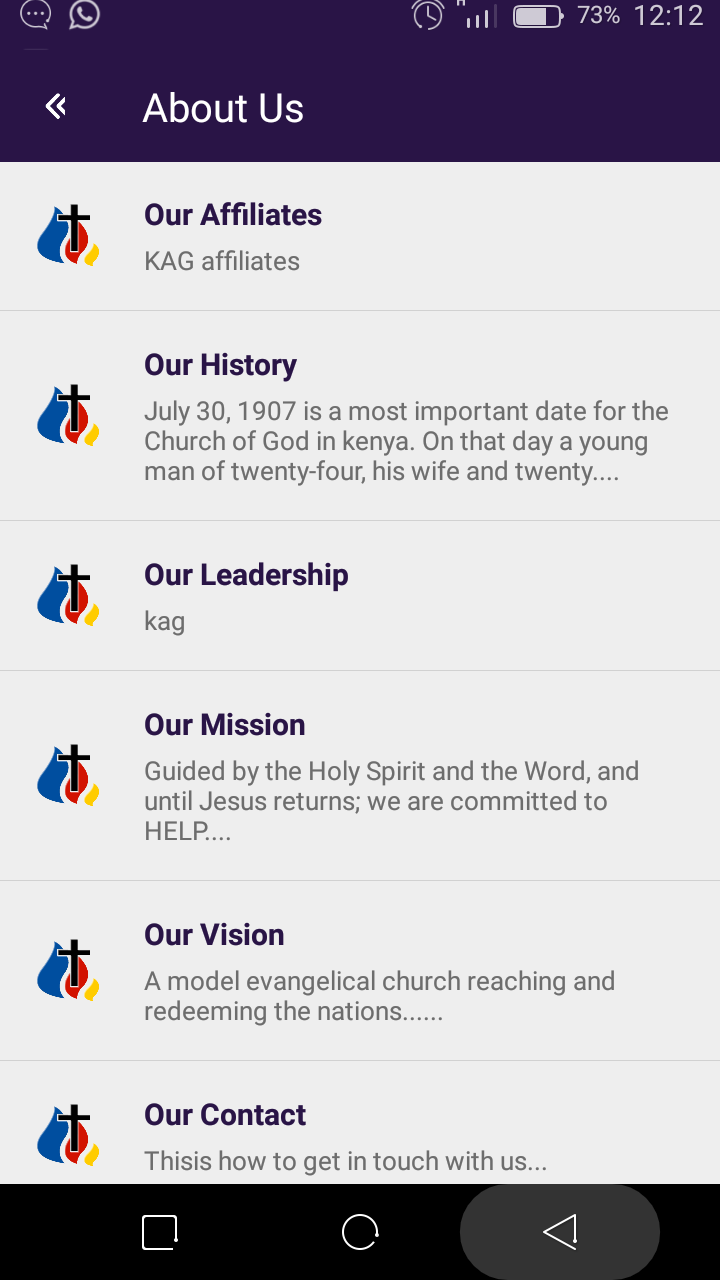 73% 12:12
About Us
Our Affiliates
KAG affiliates
Our History
July 30, 1907 is a most important date for the
Church of God in kenya. On that day a young
man of twenty-four, his wife and twenty....
Our Leadership
kag
Our Mission
Guided by the Holy Spirit and the Word, and
until Jesus returns; we are committed to
HELP....
Our Vision
A model evangelical church reaching and
redeeming the nations......
Our Contact
Thisis how to get in touch with us...